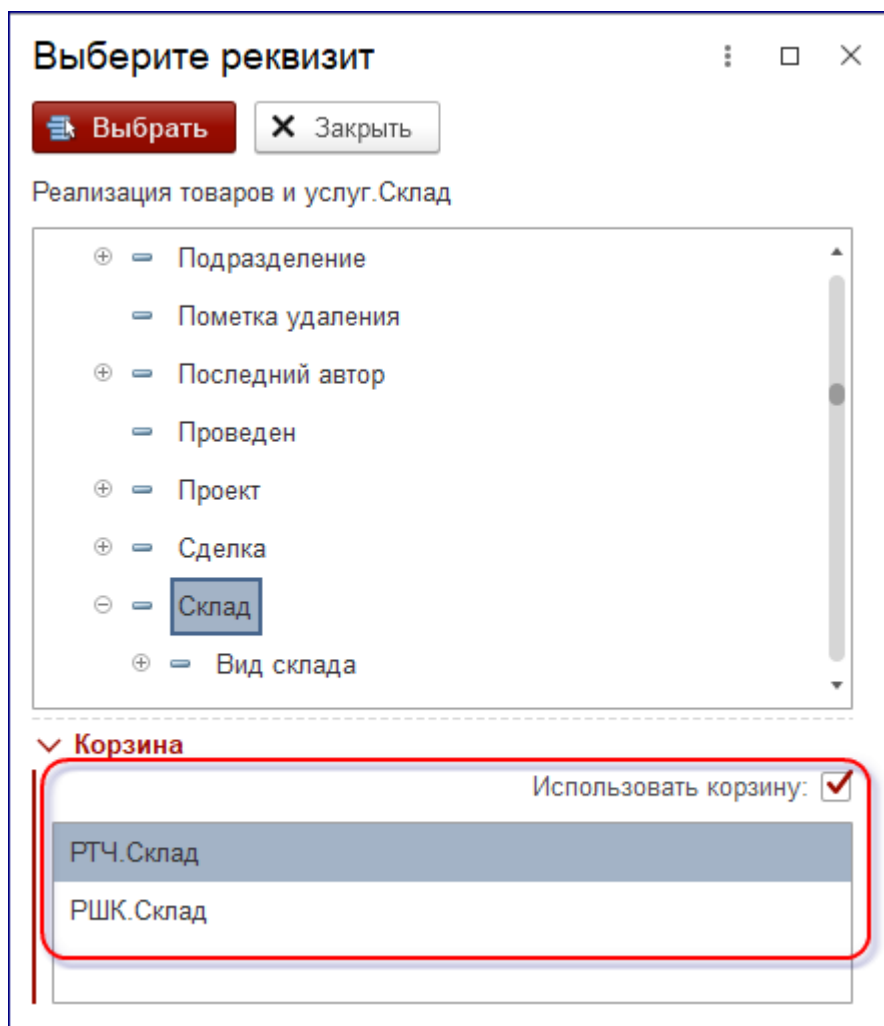 Выберите реквизит
Выбрать Закрыть
Реализация товаров и услуг.Склад
Подразделение
Пометка удаления
Последний автор
Проведен
Проект
Сделка
Склад
Вид склада
Корзина
Использовать корзину:
РТЧ.Склад
РШК.Склад